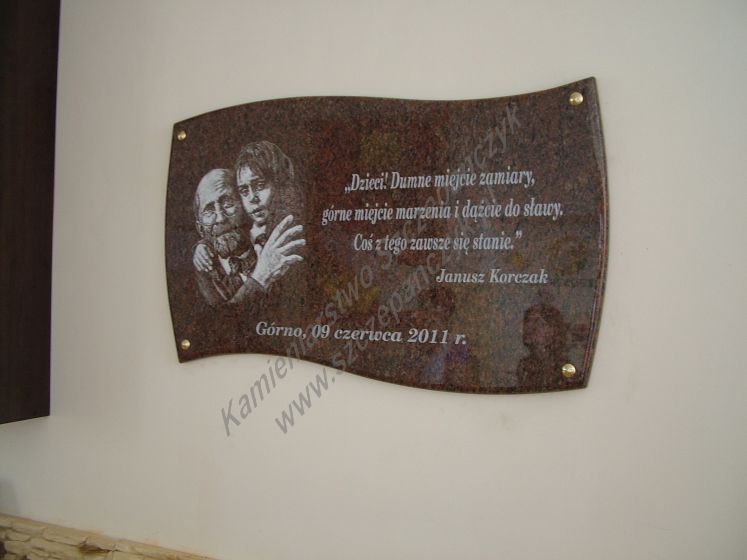 „Dzieci! Dumne miejcie zamiary,
górne miejcie marzenia i dążcie do sławy.
Coś z tego zawsze się stanie.”
Janusz Korczak
Górno, 09 czerwca 2011 r.
Kamieniarstwo Szczepańczyk
www.szczepanczyk